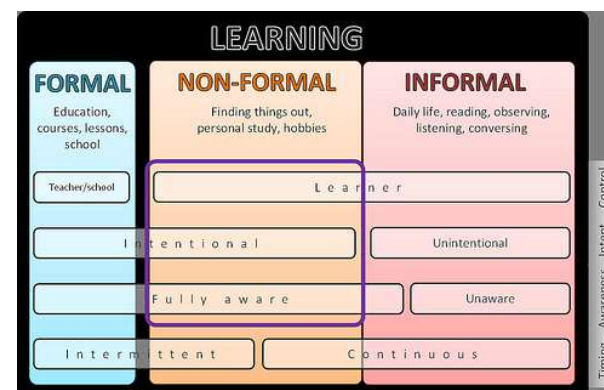 LEARNING
FORMAL
Education,
courses, lessons,
school
NON-FORMAL
Finding things out,
personal study, hobbies
INFORMAL
Daily life, reading, observing,
listening, conversing
Teacher/school
Learner
Control
Intentional
Unintentional
Intent
Fully aware
Unaware
Awareness
Intermittent
Continuous
Timing